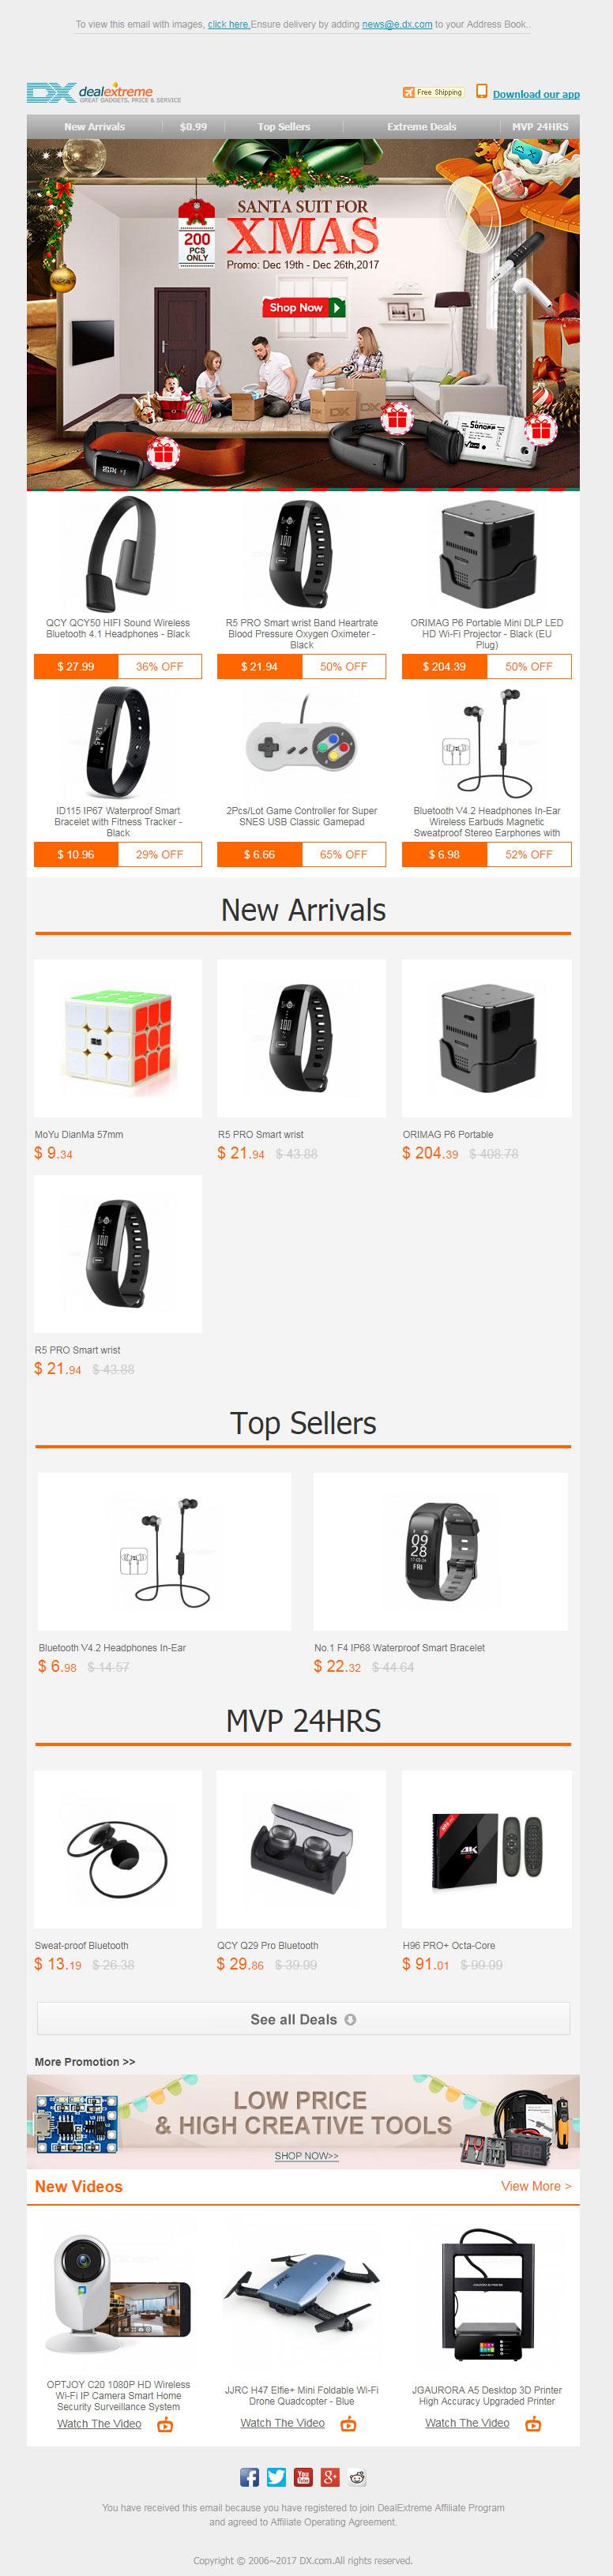 To view this email with images, click here Ensure delivery by adding news@e.dx.com to your Address Book..
DX dealextreme
GREAT GADGETS, PRICE & SERVICE
Free Shipping
Download our app
New Arrivals $0.99 Top Sellers Extreme Deals MVP 24HRS
SANTA SUIT FOR
XMAS
200
PCS
ONLY
Promo: Dec 19th - Dec 26th,2017
Shop Now
DX
DX
SONOFF
QCY QCY50 HIFI Sound Wireless
Bluetooth 4.1 Headphones - Black
$ 27.99 36% OFF
R5 PRO Smart wrist Band Heartrate
Blood Pressure Oxygen Oximeter -
Black
$ 21.94 50% OFF
ORIMAG P6 Portable Mini DLP LED
HD Wi-Fi Projector - Black (EU
Plug)
$ 204.39 50% OFF
12:45
ID115 IP67 Waterproof Smart
Bracelet with Fitness Tracker -
Black
$ 10.96 29% OFF
2Pcs/Lot Game Controller for Super
SNES USB Classic Gamepad
$ 6.66 65% OFF
Bluetooth V4.2 Headphones In-Ear
Wireless Earbuds Magnetic
Sweatproof Stereo Earphones with
$ 6.98 52% OFF
New Arrivals
MoYu DianMa 57mm
$ 9.34
R5 PRO Smart wrist
$ 21.94 $ 43.88
ORIMAG P6 Portable
$ 204.39 $ 408.78
R5 PRO Smart wrist
$ 21.94 $ 43.88
Top Sellers
Bluetooth V4.2 Headphones In-Ear
$ 6.98 $ 14.57
09
28
FRI
No.1 F4 IP68 Waterproof Smart Bracelet
$ 22.32 $ 44.64
MVP 24HRS
Sweat-proof Bluetooth
$ 13.19 $ 26.38
QCY Q29 Pro Bluetooth
$ 29.86 $ 39.99
4K
H96 PRO+ Octa-Core
$ 91.01 $ 99.99
See all Deals
More Promotion >>
LOW PRICE
& HIGH CREATIVE TOOLS
SHOP NOW>>
New Videos
View More >
OPTJOY C20 1080P HD Wireless
Wi-Fi IP Camera Smart Home
Security Surveillance System
Watch The Video
JJRC H47 Elfie+ Mini Foldable Wi-Fi
Drone Quadcopter - Blue
Watch The Video
JGAURORA A5 Desktop 3D Printer
High Accuracy Upgraded Printer
Watch The Video
You have received this email because you have registered to join DealExtreme Affiliate Program
and agreed to Affiliate Operating Agreement.
Copyright © 2006~2017 DX.com.All rights reserved.